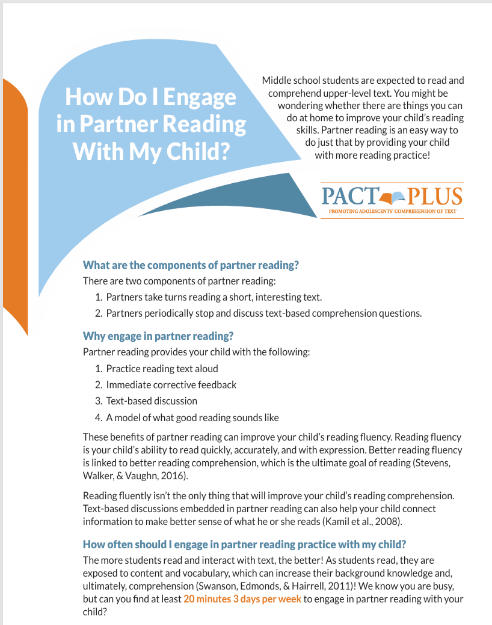 How Do I Engage
in Partner Reading
With My Child?
Middle school students are expected to read and
comprehend upper-level text. You might be
wondering whether there are things you can
do at home to improve your child's reading
skills. Partner reading is an easy way to
do just that by providing your child
with more reading practice!
PACT PLUS
PROMOTING ADOLESCENTS' COMPREHENSION OF TEXT
What are the components of partner reading?
There are two components of partner reading:
1. Partners take turns reading a short, interesting text.
2. Partners periodically stop and discuss text-based comprehension questions.
Why engage in partner reading?
Partner reading provides your child with the following:
1. Practice reading text aloud
2. Immediate corrective feedback
3. Text-based discussion
4. A model of what good reading sounds like
These benefits of partner reading can improve your child's reading fluency. Reading fluency
is your child's ability to read quickly, accurately, and with expression. Better reading fluency
is linked to better reading comprehension, which is the ultimate goal of reading (Stevens,
Walker, & Vaughn, 2016).
Reading fluently isn't the only thing that will improve your child's reading comprehension.
Text-based discussions embedded in partner reading can also help your child connect
information to make better sense of what he or she reads (Kamil et al., 2008).
How often should I engage in partner reading practice with my child?
The more students read and interact with text, the better! As students read, they are
exposed to content and vocabulary, which can increase their background knowledge and,
ultimately, comprehension (Swanson, Edmonds, & Hairrell, 2011)! We know you are busy,
but can you find at least 20 minutes 3 days per week to engage in partner reading with your
child?